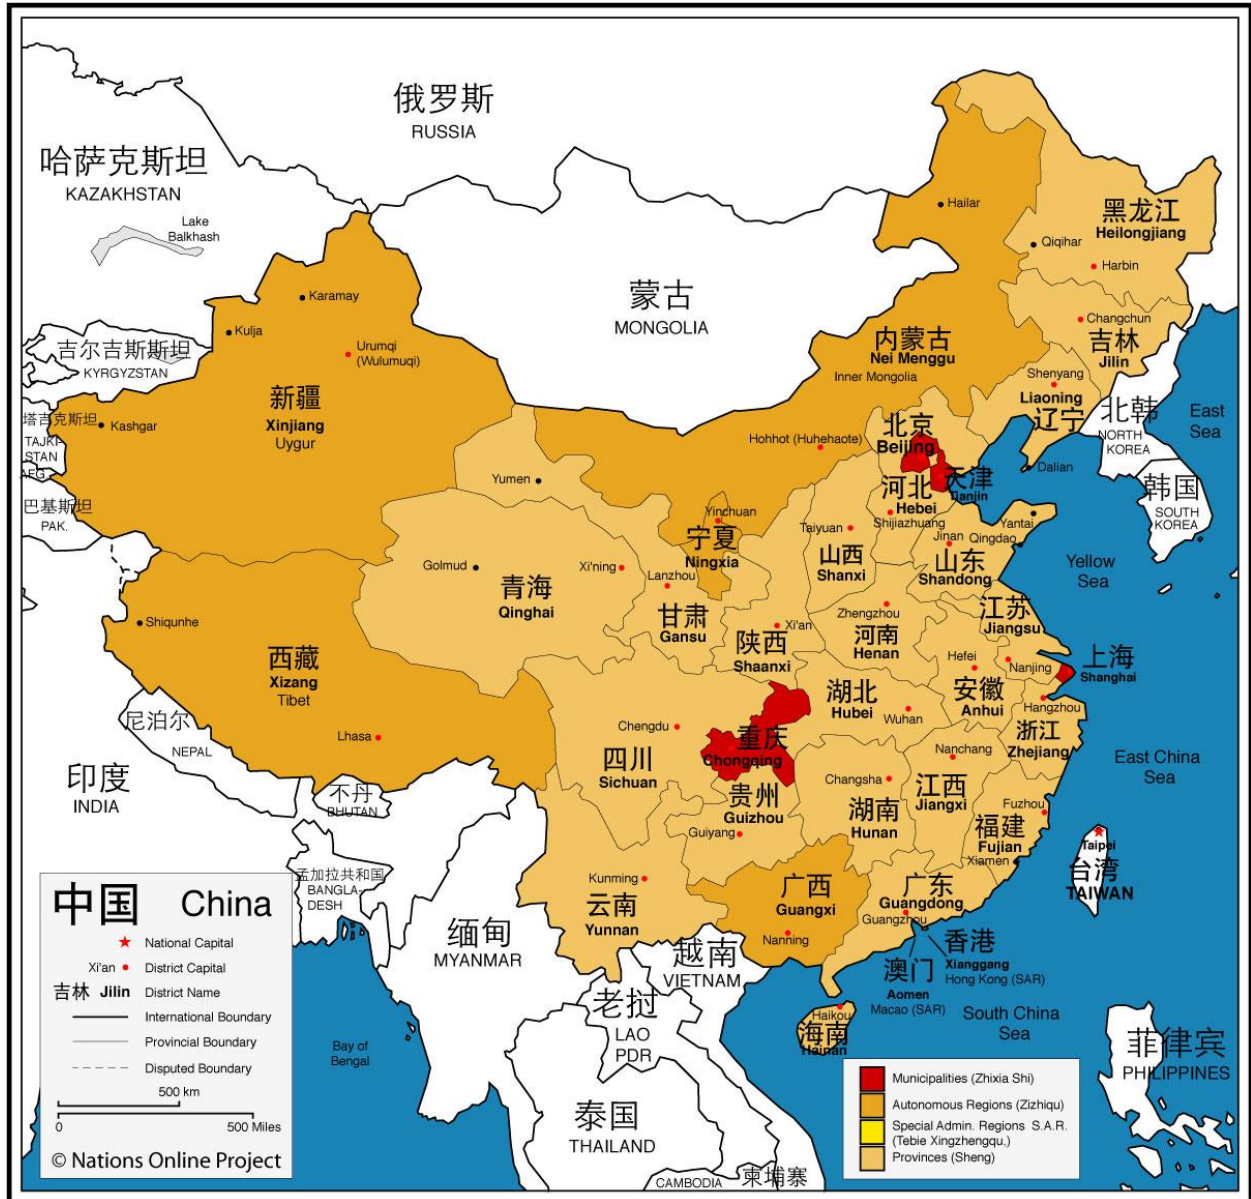 俄罗斯
RUSSIA
哈萨克斯坦
KAZAKHSTAN
Lake
Balkhash
蒙古
MONGOLIA
Hailar
黑龙江
Heilongjiang
Qiqihar
Harbin
Karamay
Kulja
Urumqi
(Wulumuqi)
吉尔吉斯斯坦
KYRGYZSTAN
内蒙古
Nei Menggu
Inner Mongolia
Changchun
吉林
Jilin
Shenyang
Liaoning
辽宁
北韩
NORTH
KOREA
East
Sea
新疆
Xinjiang
Uygur
塔吉克斯坦
TAJKI-
STAN
AFG.
Kashgar
巴基斯坦
PAK.
Hohhot (Huhehaote)
北京
Beijing
天津
Tianjin
河北
Hebei
Shijiazhuang
Dalian
韩国
SOUTH
KOREA
Yumen
Yinchuan
宁夏
Ningxia
Taiyuan
山西
Shanxi
Jinan
Yantai
Qingdao
山东
Shandong
Yellow
Sea
Golmud
Xi'ning
青海
Qinghai
Lanzhou
甘肃
Gansu
Shiqunhe
Xi'an
陕西
Shaanxi
Zhengzhou
河南
Henan
江苏
Jiangsu
西藏
Xizang
Tibet
Lhasa
Hefei
安徽
Anhui
Nanjing
上海
Shanghai
Hangzhou
浙江
Zhejiang
湖北
Hubei
Wuhan
Chengdu
四川
Sichuan
重庆
Chongqing
尼泊尔
NEPAL
印度
INDIA
不丹
BHUTAN
Nanchang
江西
Jiangxi
Changsha
湖南
Hunan
East China
Sea
贵州
Guizhou
Guiyang
Fuzhou
福建
Fujian
Xiamen
Taipei
台湾
TAIWAN
孟加拉共和国
BANGLA-
DESH
Kunming
云南
Yunnan
广西
Guangxi
Nanning
广东
Guangdong
Guangzhou
香港
Xianggang
Hong Kong (SAR)
澳门
Aomen
Macao (SAR)
缅甸
MYANMAR
越南
VIETNAM
老挝
LAO
PDR
Haikou
海南
Hainan
South China
Sea
菲律宾
PHILIPPINES
Bay of
Bengal
泰国
THAILAND
CAMBODIA
柬埔寨
中国 China
National Capital
Xi'an District Capital
吉林 Jilin District Name
International Boundary
Provincial Boundary
Disputed Boundary
500 km
0 500 Miles
© Nations Online Project
Municipalities (Zhixia Shi)
Autonomous Regions (Zizhiqu)
Special Admin. Regions S.A.R.
(Tebie Xingzhengqu,)
Provinces (Sheng)